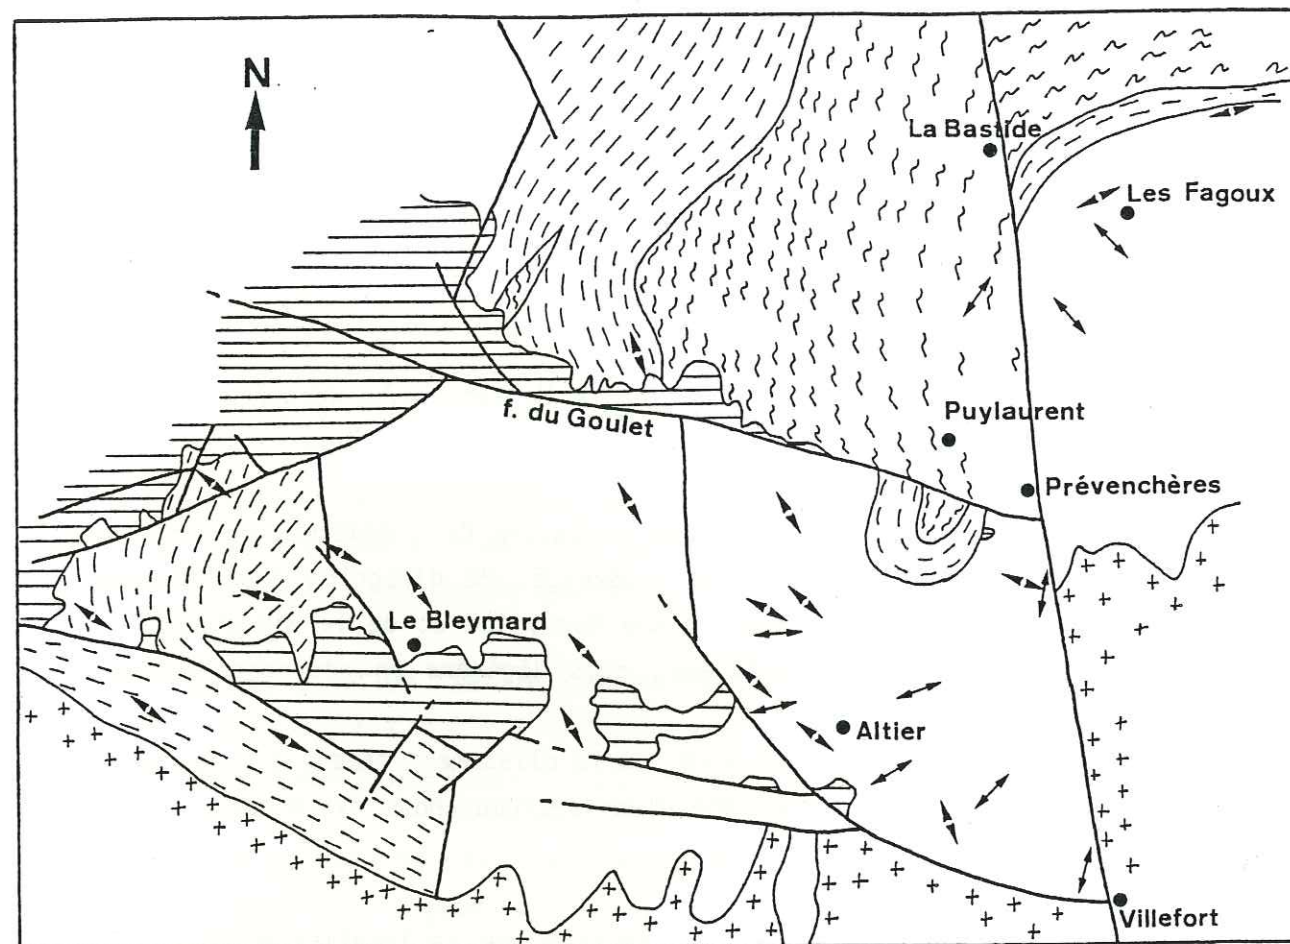 N
La Bastide
Les Fagoux
f. du Goulet
Puylaurent
Prévenchères
Le Bleymard
Altier
Villefort